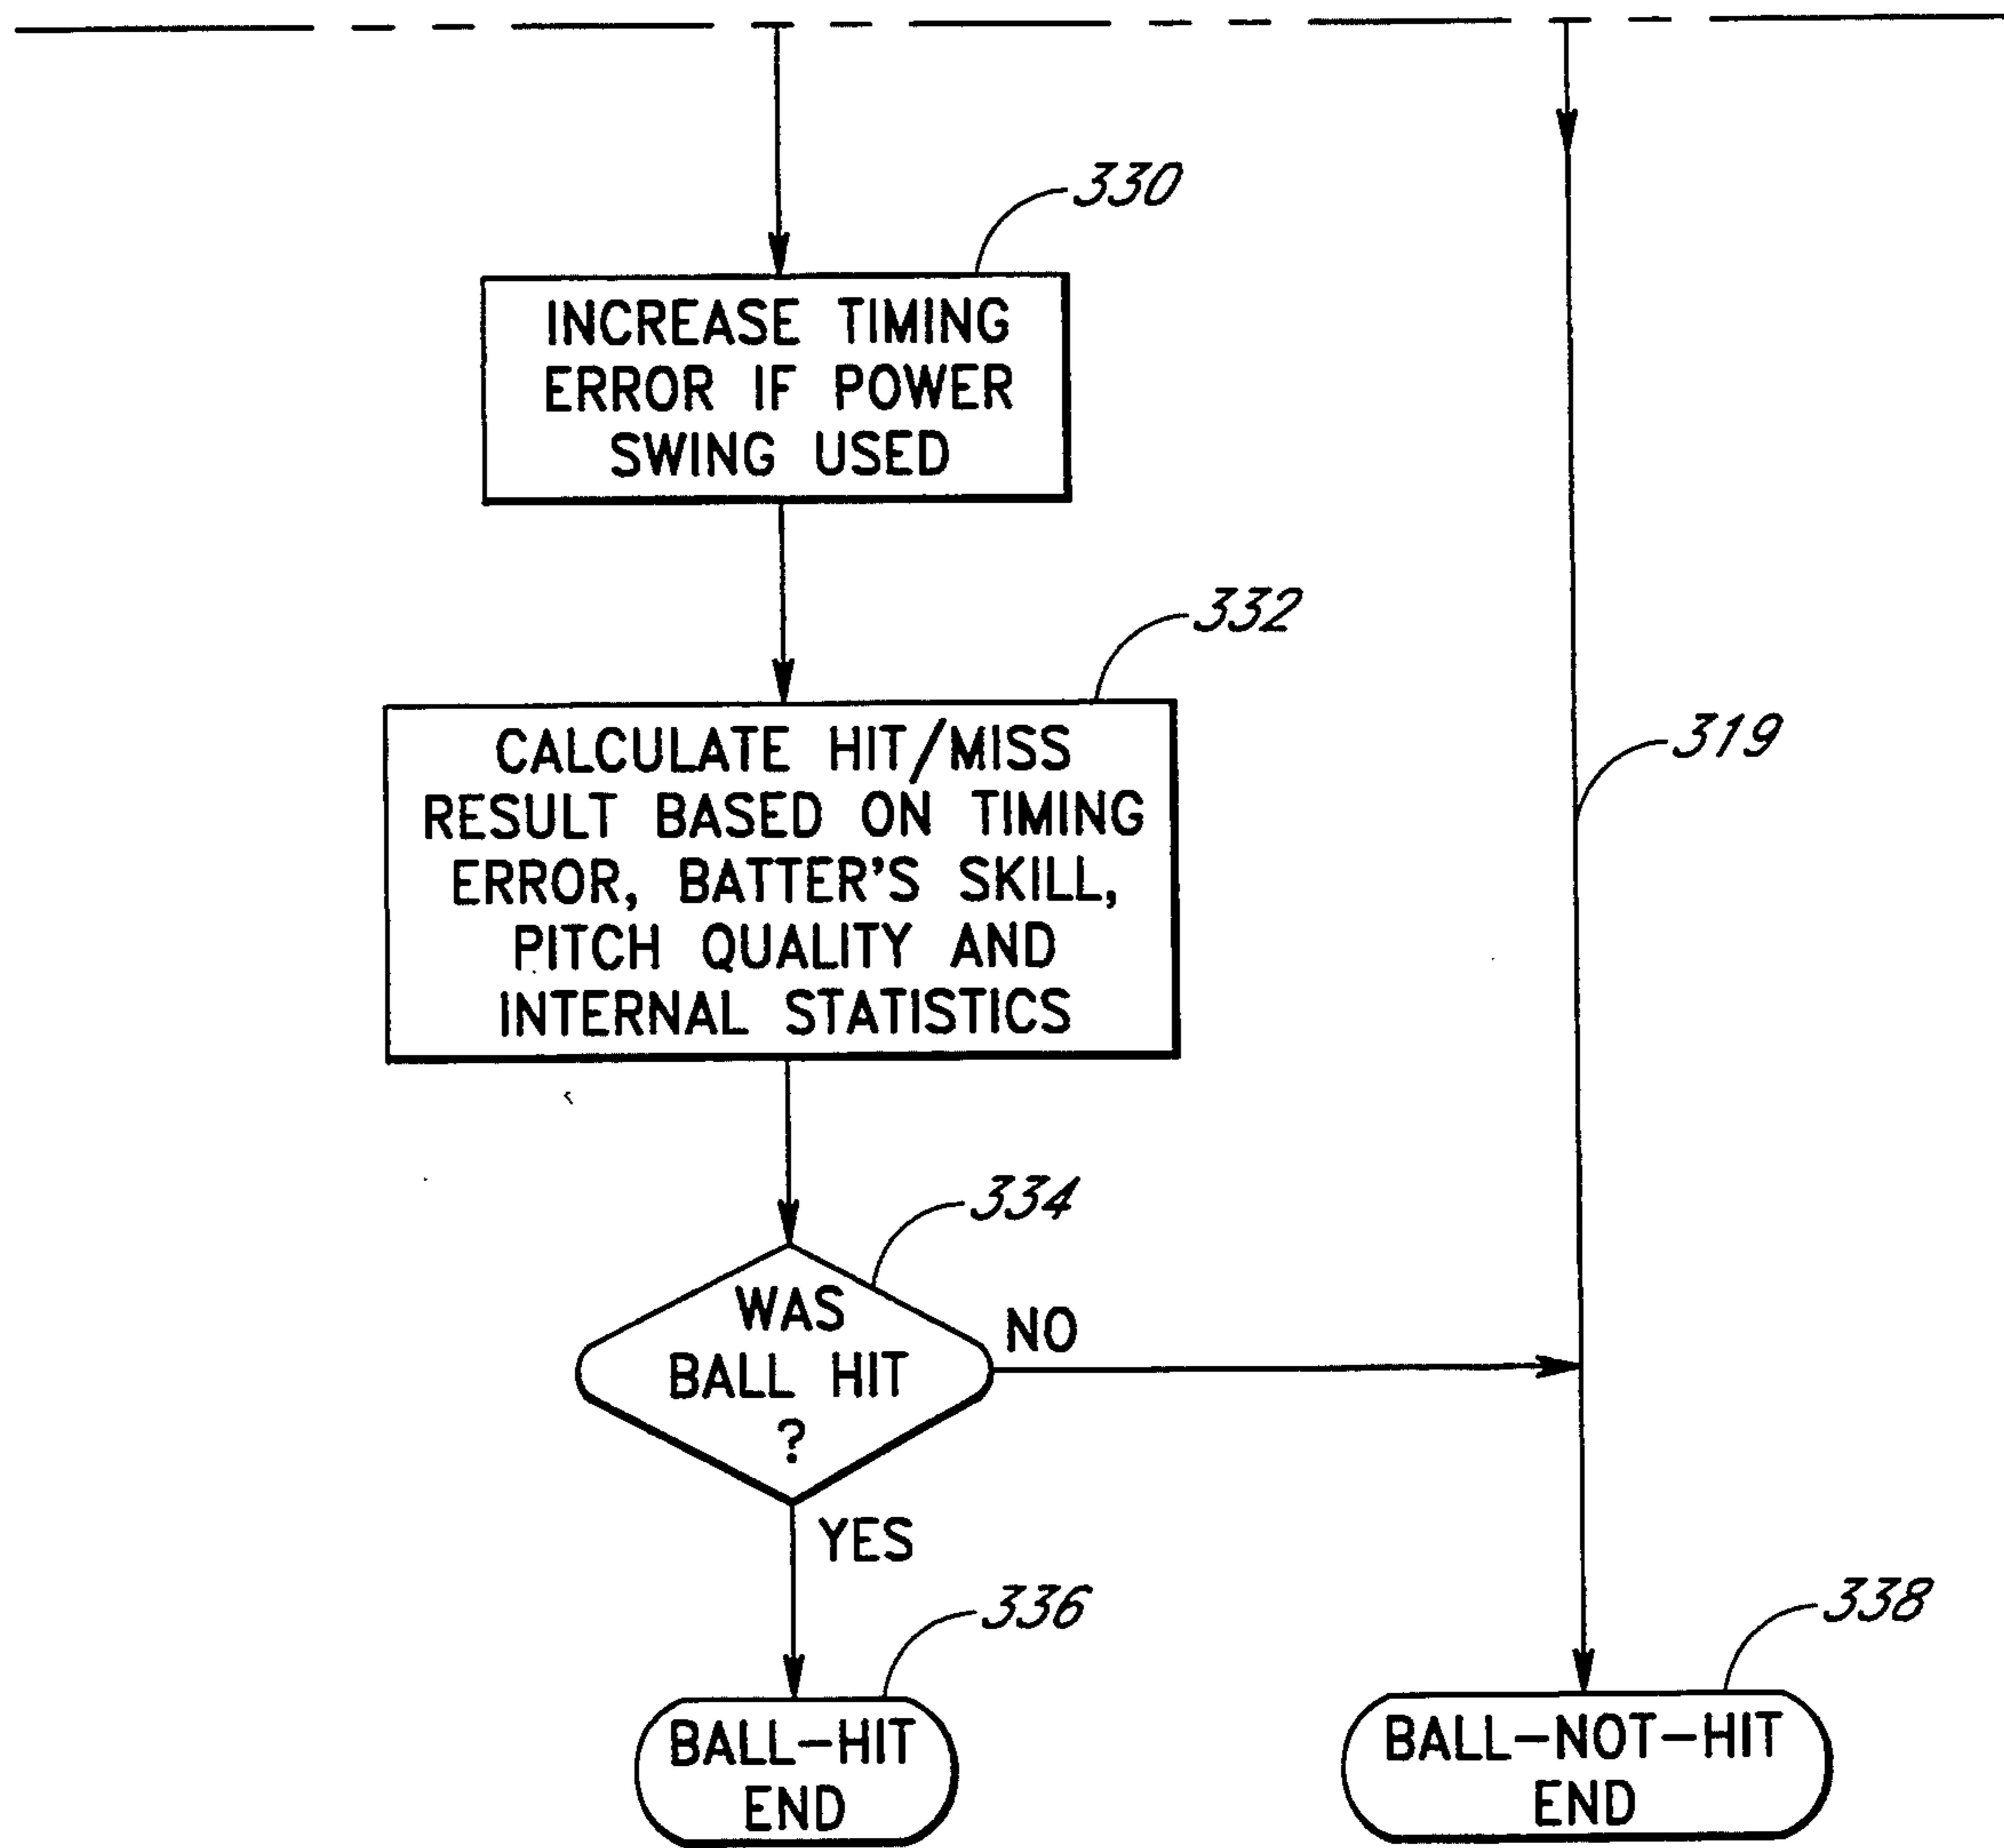 330
INCREASE TIMING
ERROR IF POWER
SWING USED
332
CALCULATE HIT/MISS
RESULT BASED ON TIMING
ERROR, BATTER'S SKILL,
PITCH QUALITY AND
INTERNAL STATISTICS
319
334
WAS
BALL HIT
?
NO
YES
336
BALL-HIT
END
338
BALL-NOT-HIT
END